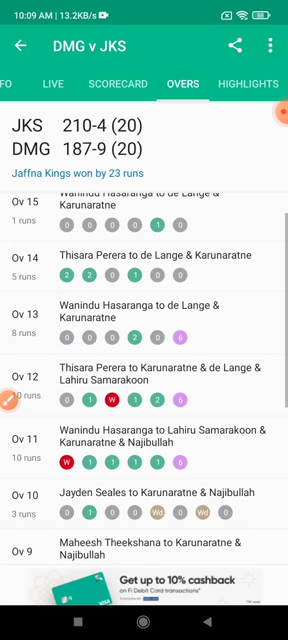 10:09 AM | 13.2KB/s
58
DMG v JKS
FO LIVE SCORECARD OVERS HIGHLIGHTS
JKS 210-4 (20)
DMG 187-9 (20)
Jaffna Kings won by 23 runs
Ov 15
1 runs
Wanindu Hasaranga to de Lange &
Karunaratne
0 0 0 0 1 0
Ov 14
5 runs
Thisara Perera to de Lange & Karunaratne
2 2 0 1 0 0
Ov 13
8 runs
Wanindu Hasaranga to de Lange &
Karunaratne
0 0 0 2 0 6
Ov 12
10 runs
Thisara Perera to Karunaratne & de Lange &
Lahiru Samarakoon
0 1 W 1 2 6
Ov 11
10 runs
Wanindu Hasaranga to Lahiru Samarakoon &
Karunaratne & Najibullah
W 1 1 1 1 6
Ov 10
3 runs
Jayden Seales to Karunaratne & Najibullah
0 1 0 0 Wd 0 Wd 0
Ov 9
Maheesh Theekshana to Karunaratne &
Najibullah
Get up to 10% cashback
on Fi Debit Card transactions*